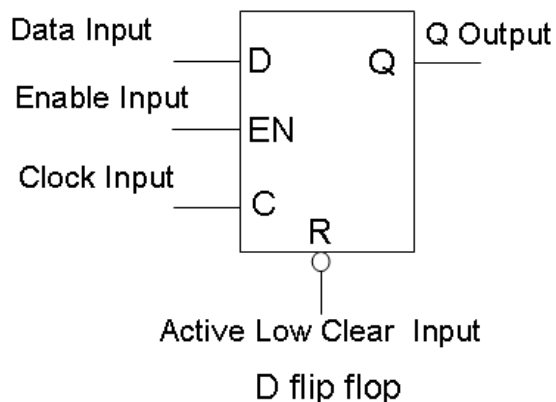 Data Input
D
Q
Q Output
Enable Input
EN
Clock Input
C
R
Active Low Clear Input
D flip flop